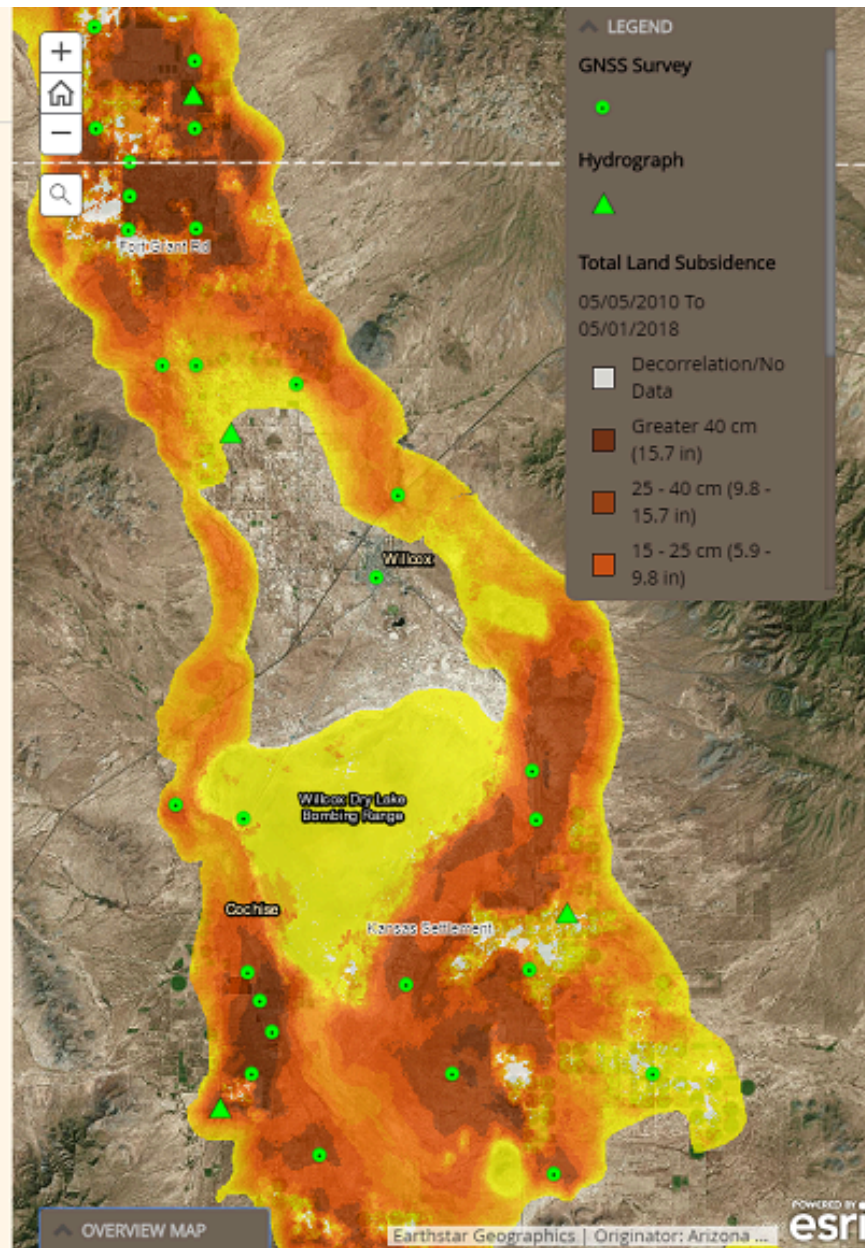 +
−
LEGEND
GNSS Survey
Hydrograph
Total Land Subsidence
05/05/2010 To
05/01/2018
Decorrelation/No
Data
Greater 40 cm
(15.7 in)
25 - 40 cm (9.8 -
15.7 in)
15 - 25 cm (5.9 -
9.8 in)
Fort Grant Rd
Willcox
Willcox Dry Lake
Bombing Range
Cochise
Kansas Settlement
OVERVIEW MAP
Earthstar Geographics | Originator: Arizona ...
POWERED BY
esri